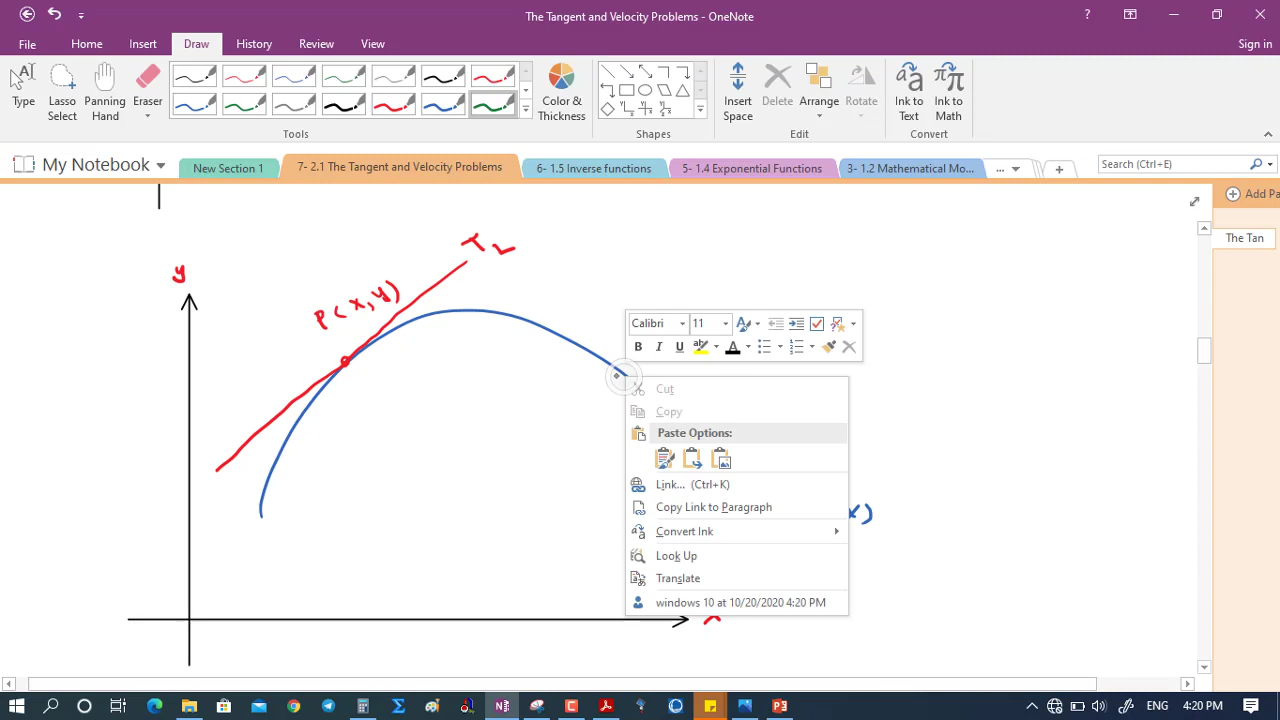 The Tangent and Velocity Problems - OneNote
?
File Home Insert Draw History Review View Sign in
Type
Lasso Select
Panning Hand
Eraser
Color & Thickness
Insert Space
Delete
Arrange
Rotate
Ink to Text
Ink to Math
Tools Shapes Edit Convert
My Notebook New Section 1 7- 2.1 The Tangent and Velocity Problems 6- 1.5 Inverse functions 5- 1.4 Exponential Functions 3- 1.2 Mathematical Mo... ... Search (Ctrl+E)
Add Pa
The Tan
T L
y
P(x,y)
Calibri 11
B I U A
Cut
Copy
Paste Options:
Link... (Ctrl+K)
x)
Copy Link to Paragraph
Convert Ink
Look Up
Translate
windows 10 at 10/20/2020 4:20 PM
ENG 4:20 PM